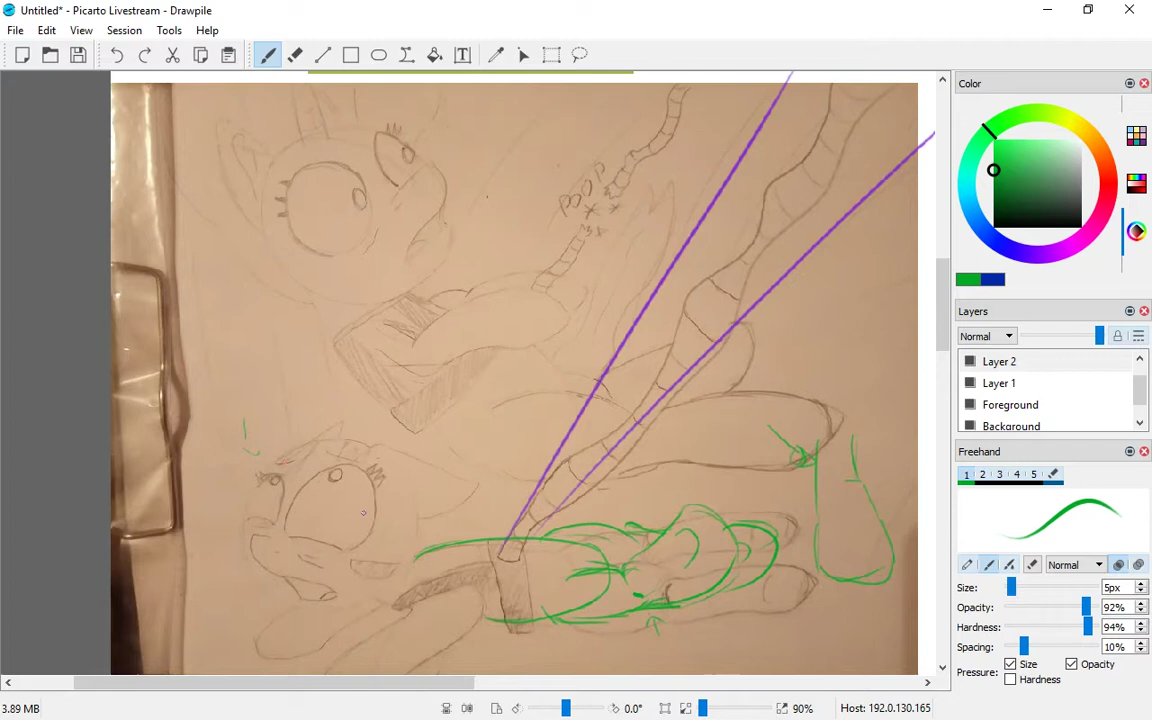 Untitled* - Picarto Livestream - Drawpile
File Edit View Session Tools Help
Color
POOP
Layers
Normal
Layer 2
Layer 1
Foreground
Background
Freehand
1 2 3 4 5
Normal
Size: 5px
Opacity: 92%
Hardness: 94%
Spacing: 10%
Pressure: Size Opacity
Hardness
3.89 MB 0.0° 90% Host: 192.0.130.165